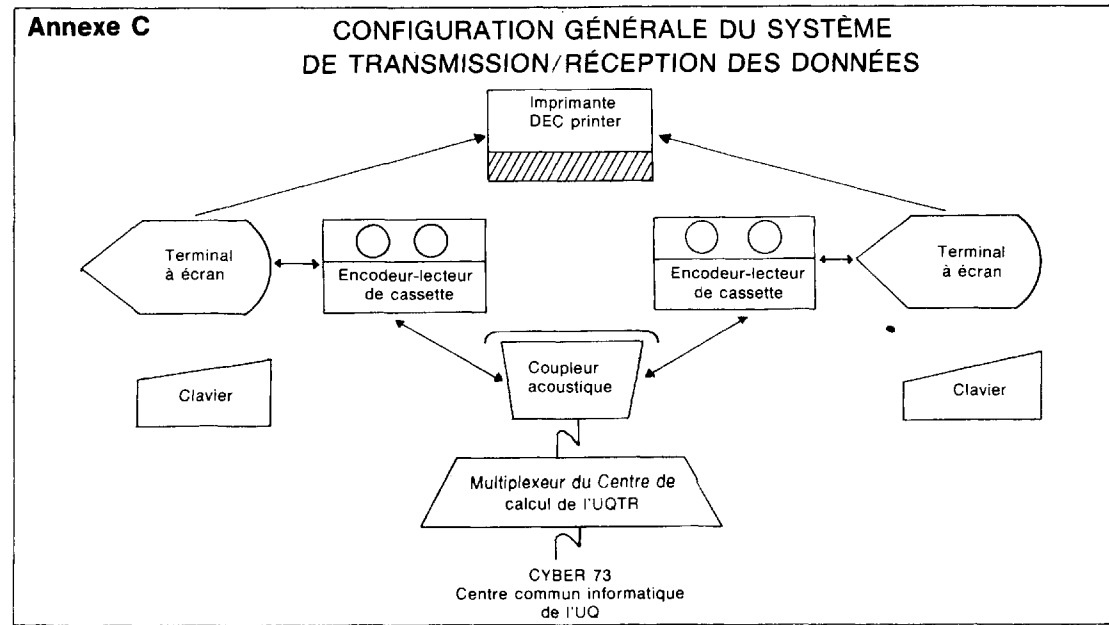 Annexe C
CONFIGURATION GÉNÉRALE DU SYSTÈME
DE TRANSMISSION/RÉCEPTION DES DONNÉES
Imprimante
DEC printer
Terminal
à écran
Encodeur-lecteur
de cassette
Encodeur-lecteur
de cassette
Terminal
à écran
Clavier
Coupleur
acoustique
Clavier
Multiplexeur du Centre de
calcul de l'UQTR
CYBER 73
Centre commun informatique
de l'UQ